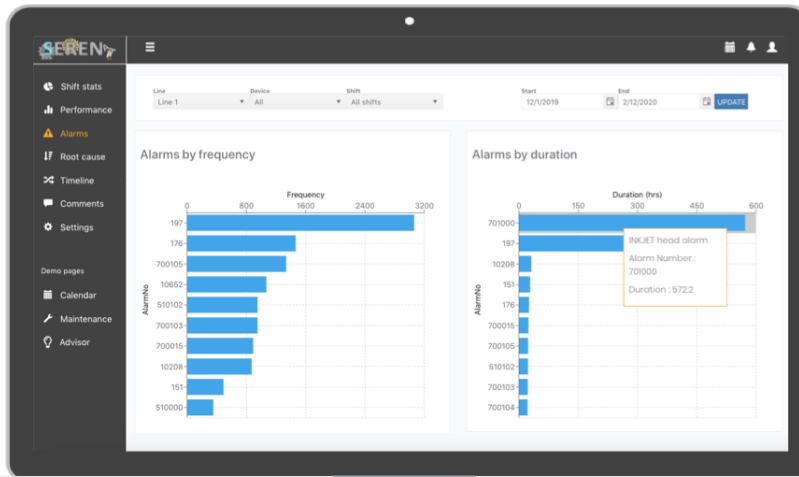 SEREN
Shift stats
Performance
Alarms
Root cause
Timeline
Comments
Settings
Demo pages
Calendar
Maintenance
Advisor
Line Device Shift Start End
Line 1 All All shifts 12/1/2019 2/12/2020 UPDATE
Alarms by frequency
Frequency
0 800 1600 2400 3200
AlarmNo
197
176
700105
10652
510102
700103
700015
10208
151
510000
Alarms by duration
Duration (hrs)
0 150 300 450 600
AlarmNo
701000
197
10208
151
176
700015
700105
510102
700103
700104
INKJET head alarm
Alarm Number :
701000
Duration : 572.2